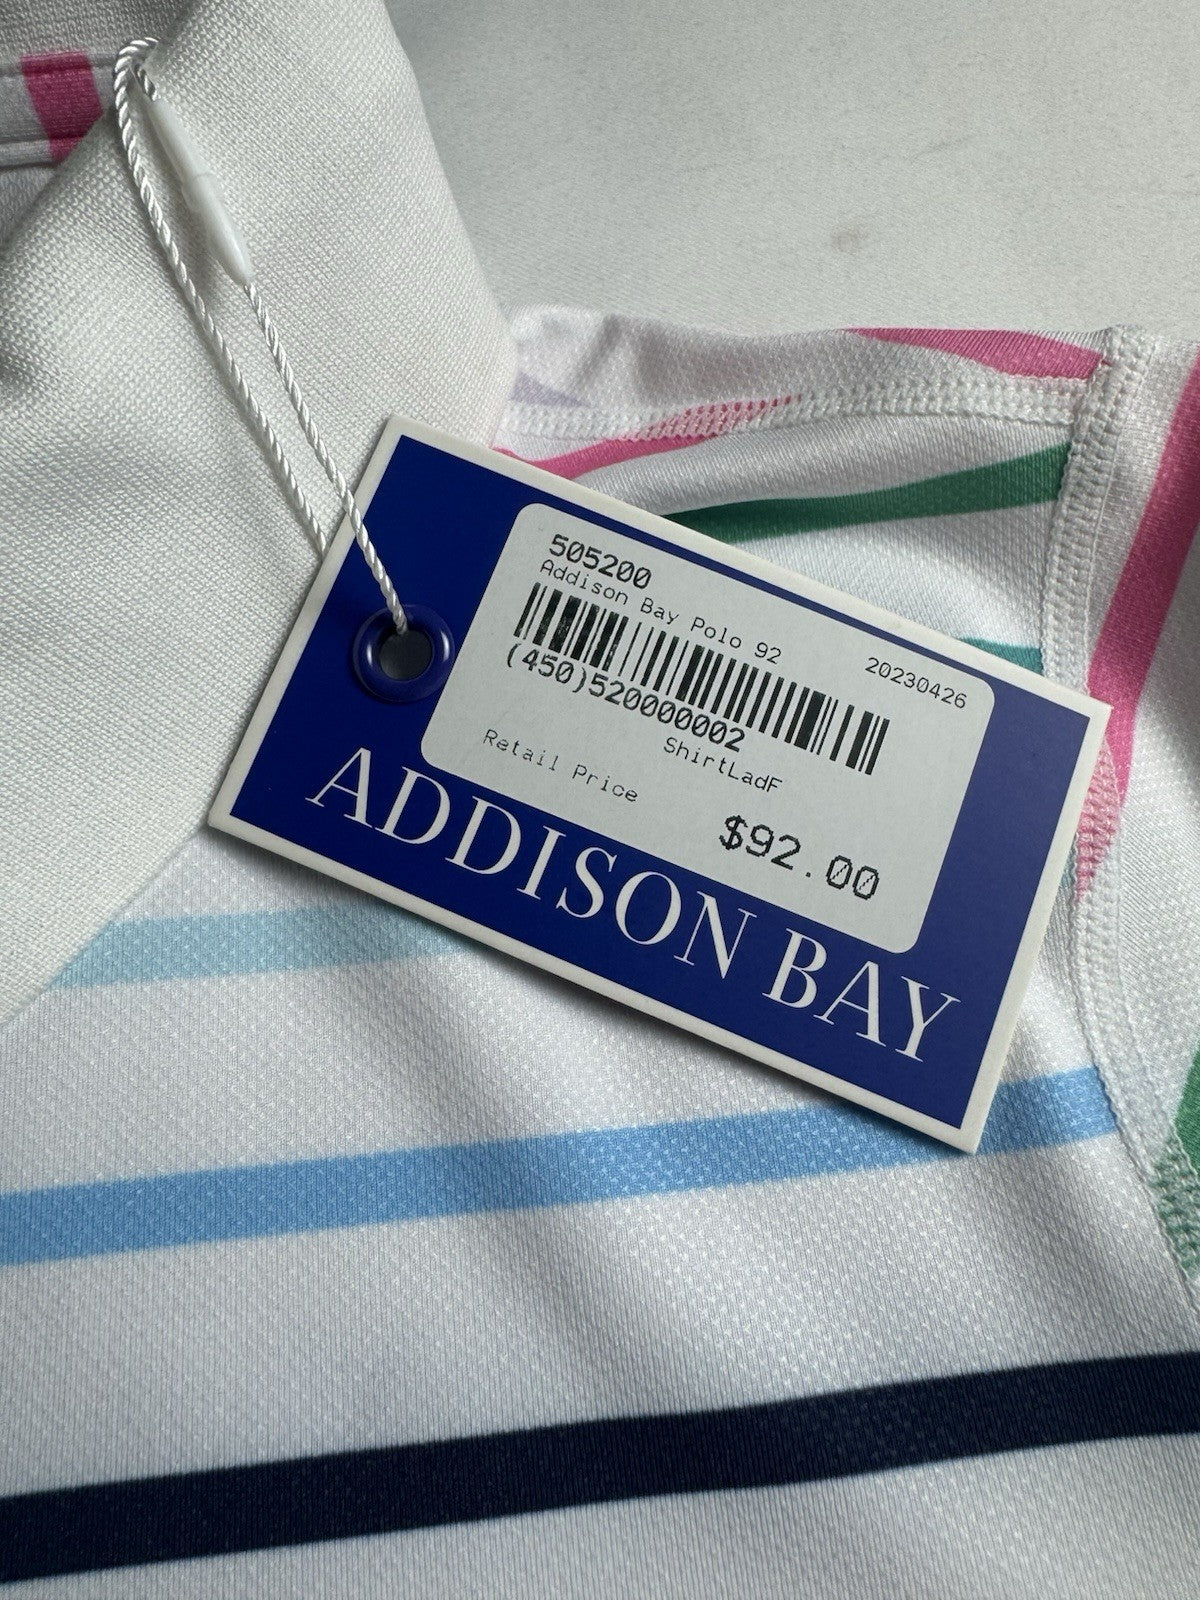 505200
Addison Bay Polo 92
20230426
(450)520000002
ShirtLadF
Retail Price
$92.00
ADDISON BAY